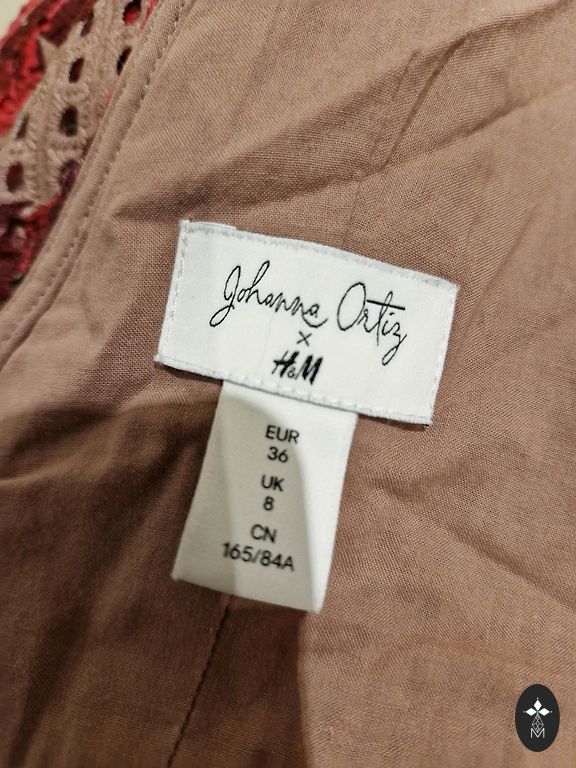 Johanna Ortiz
×
H&M
EUR
36
UK
8
CN
165/84A
M